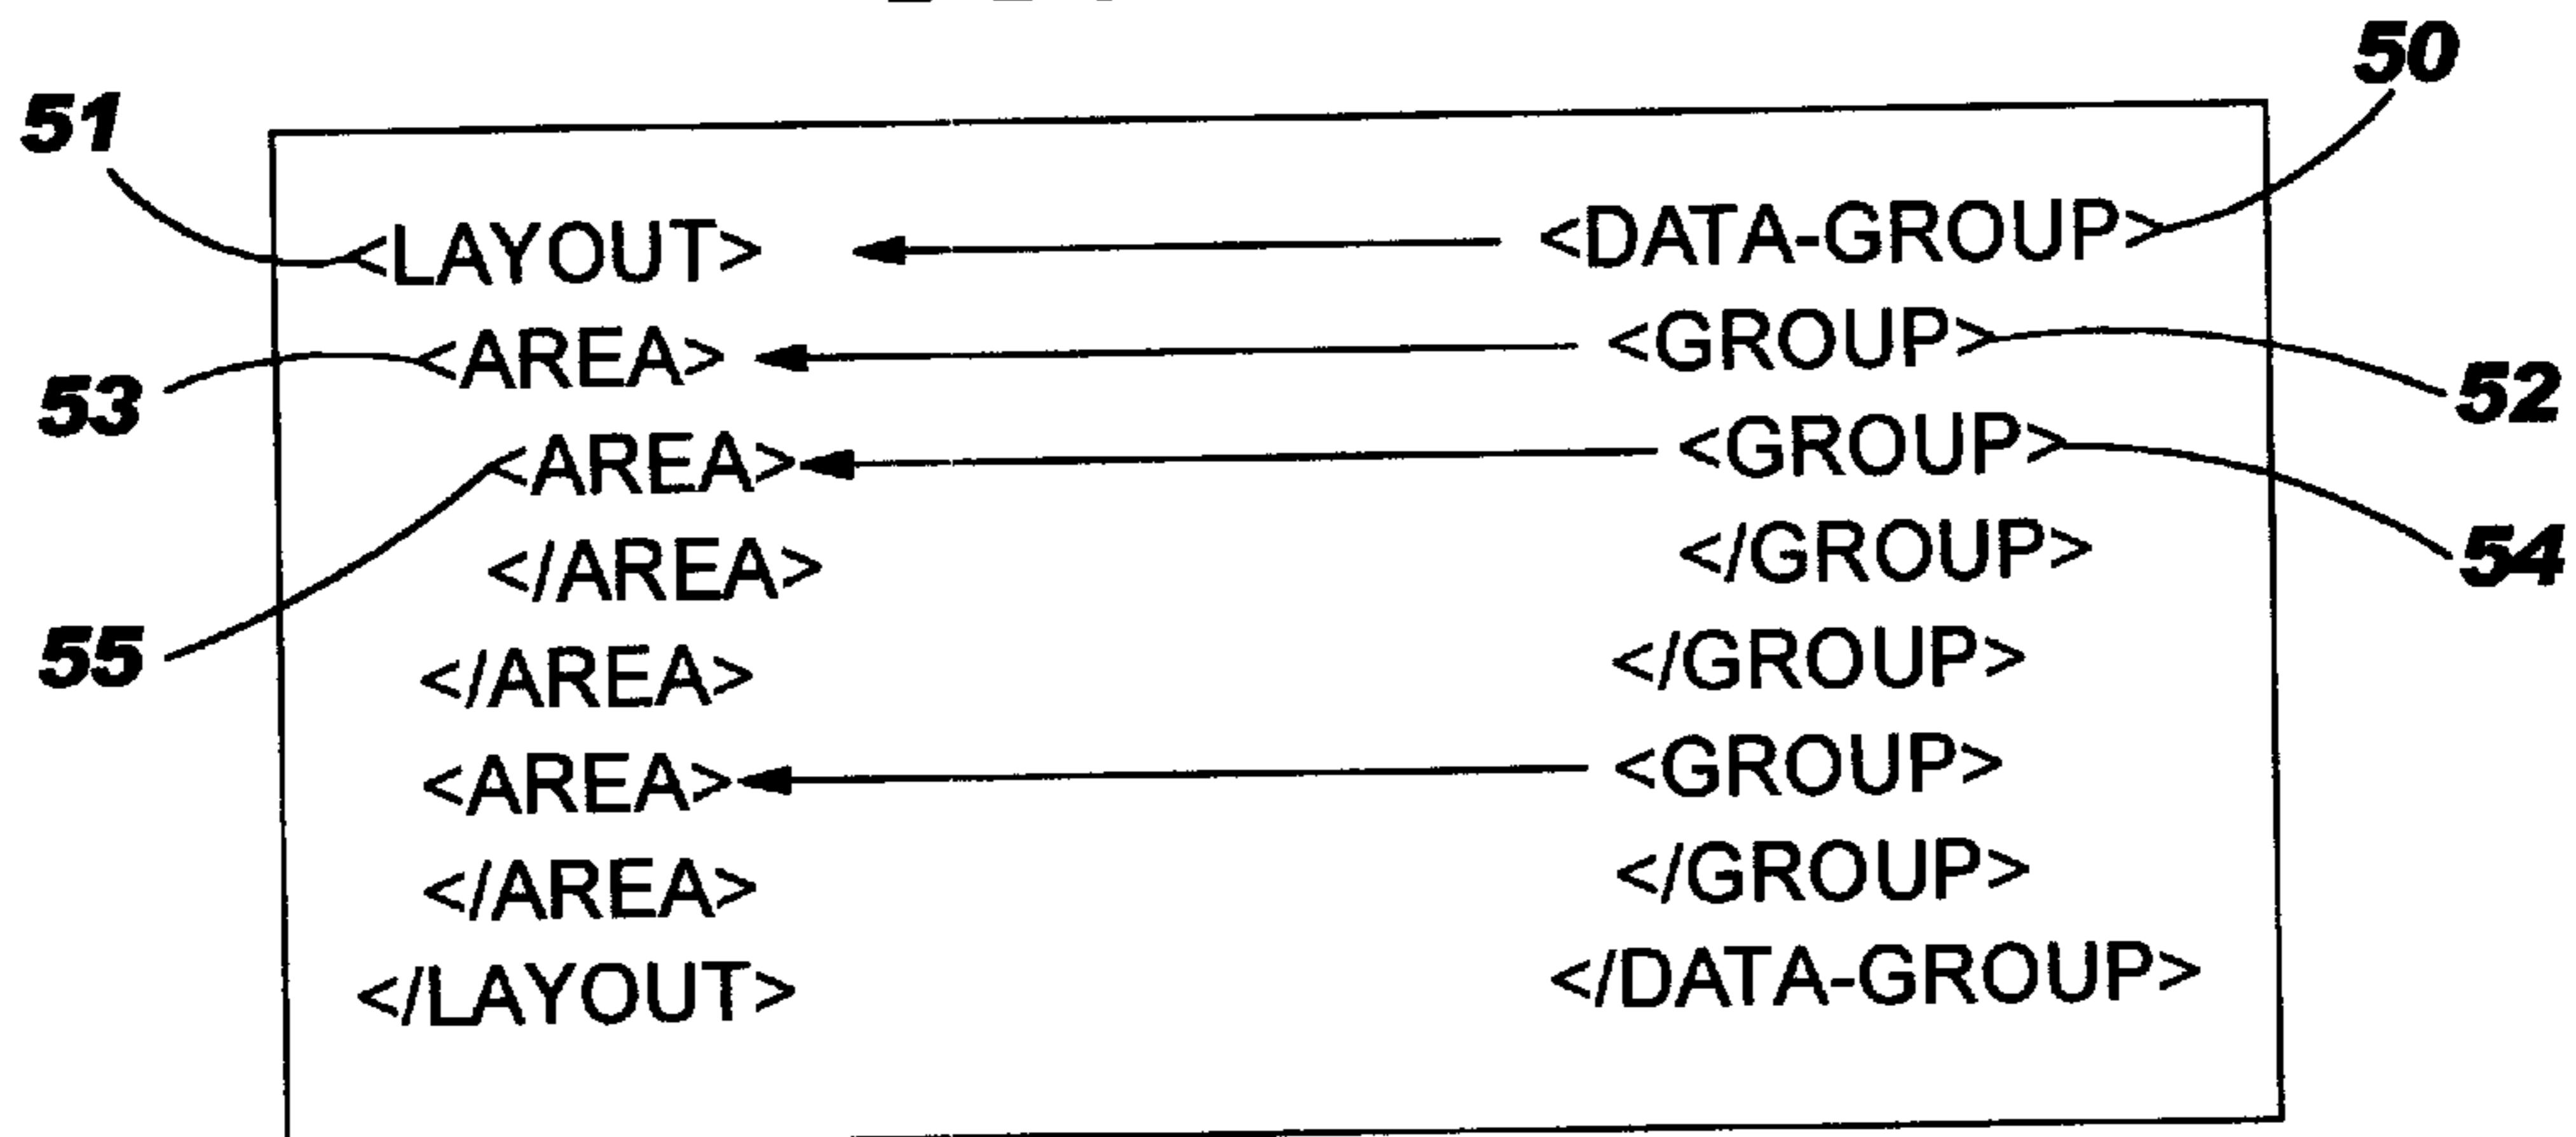 50
51
<LAYOUT> <DATA-GROUP>
<AREA> <GROUP>
53 52
<AREA> <GROUP>
</AREA> </GROUP>
54
55
</AREA> </GROUP>
<AREA> <GROUP>
</AREA> </GROUP>
</LAYOUT> </DATA-GROUP>